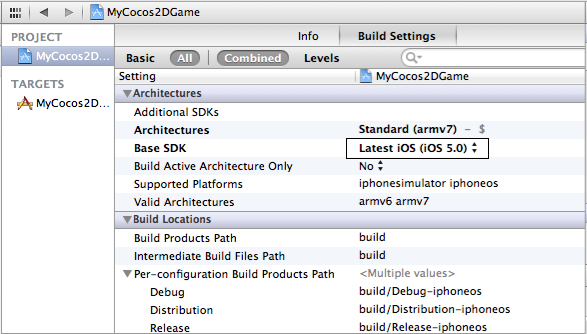 MyCocos2DGame
PROJECT
MyCocos2D...
TARGETS
MyCocos2D...
Info Build Settings
Basic All Combined Levels
Setting MyCocos2DGame
Architectures
Additional SDKs
Architectures Standard (armv7) – $
Base SDK Latest iOS (iOS 5.0)
Build Active Architecture Only No
Supported Platforms iphonesimulator iphoneos
Valid Architectures armv6 armv7
Build Locations
Build Products Path build
Intermediate Build Files Path build
Per-configuration Build Products Path <Multiple values>
Debug build/Debug-iphoneos
Distribution build/Distribution-iphoneos
Release build/Release-iphoneos